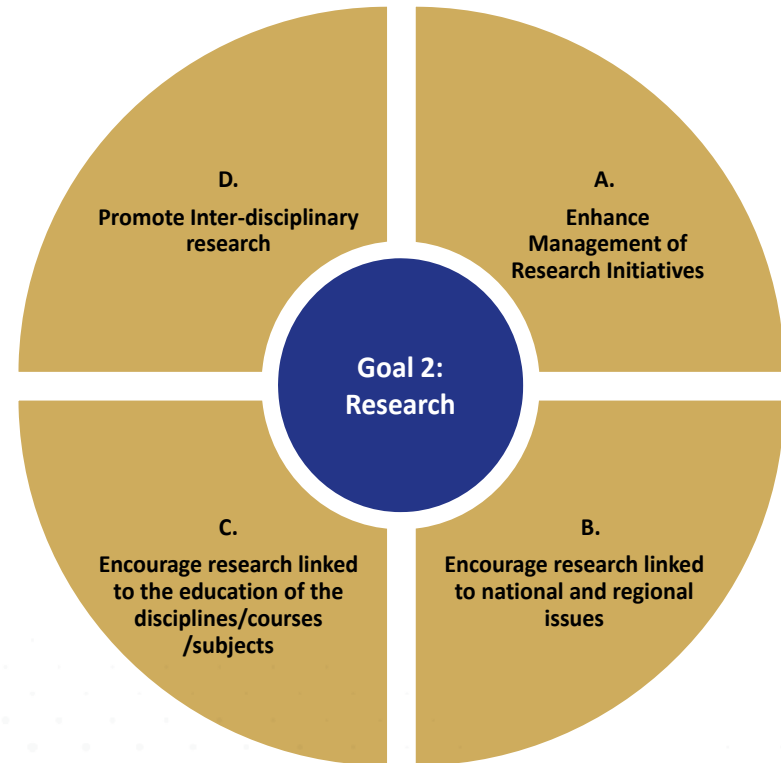 D.
Promote Inter-disciplinary
research
A.
Enhance
Management of
Research Initiatives
Goal 2:
Research
C.
Encourage research linked
to the education of the
disciplines/courses
/subjects
B.
Encourage research linked
to national and regional
issues